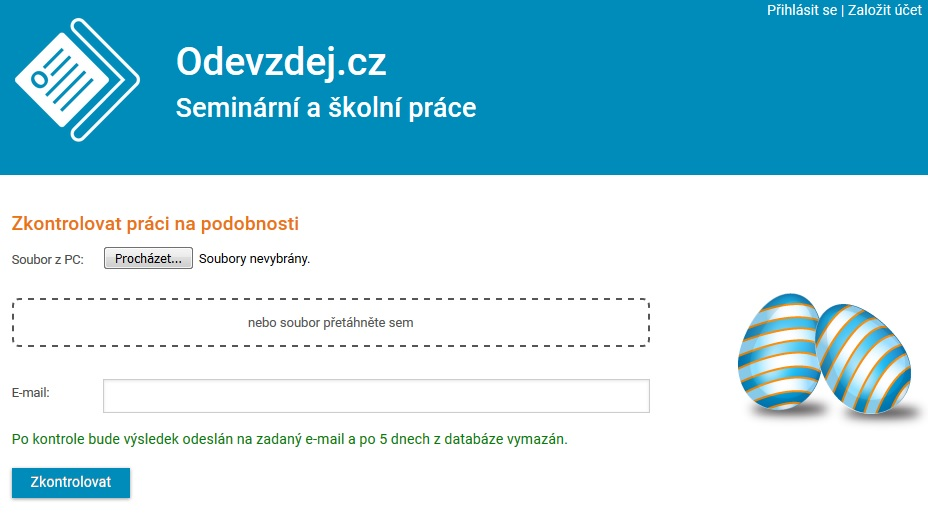 Přihlásit se | Založit účet
Odevzdej.cz
Seminární a školní práce
Zkontrolovat práci na podobnosti
Soubor z PC: Procházet... Soubory nevybrány.
nebo soubor přetáhněte sem
E-mail:
Po kontrole bude výsledek odeslán na zadaný e-mail a po 5 dnech z databáze vymazán.
Zkontrolovat